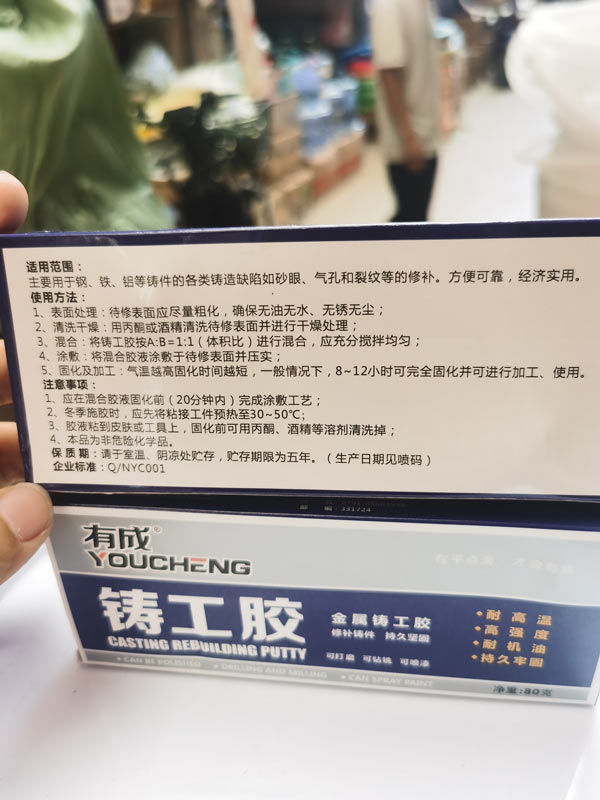 适用范围：
主要用于钢、铁、铝等铸件的各类铸造缺陷如砂眼、气孔和裂纹等的修补。方便可靠，经济实用。
使用方法：
1、表面处理：待修表面应尽量粗化，确保无油无水、无锈无尘；
2、清洗干燥：用丙酮或酒精清洗待修表面并进行干燥处理；
3、混合：将铸工胶按A:B=1:1（体积比）进行混合，应充分搅拌均匀；
4、涂敷：将混合胶液涂敷于待修表面并压实；
5、固化及加工：气温越高固化时间越短，一般情况下，8~12小时可完全固化并可进行加工、使用。
注意事项：
1、应在混合胶液固化前（20分钟内）完成涂敷工艺；
2、冬季施胶时，应先将粘接工件预热至30~50℃；
3、胶液粘到皮肤或工具上，固化前可用丙酮、酒精等溶剂清洗掉；
4、本品为非危险化学品。
保 质 期：请于室温、阴凉处贮存，贮存期限为五年。（生产日期见喷码）
企业标准：Q/NYC001
331724
有成®
YOUCHENG
铸工胶
CASTING REBUILDING PUTTY
金属铸工胶
修补铸件 持久坚固
可打磨 可钻铣 可喷漆
·耐高温
·高强度
·耐机油
·持久牢固
• CAN BE POLISHED • DRILLING AND MILLING • CAN SPRAY PAINT
净重:80克